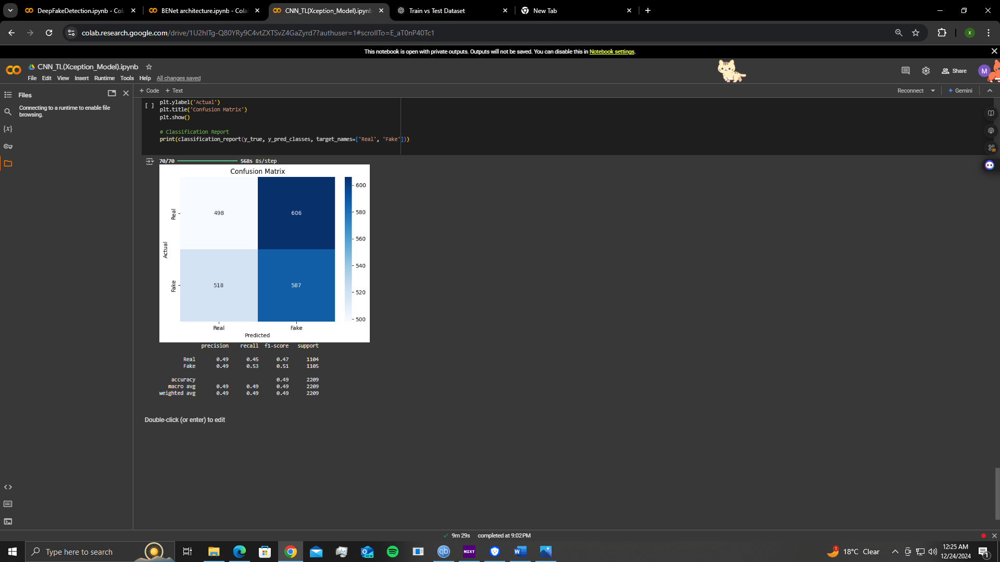 DeepFakeDetection.ipynb - Col
BENet architecture.ipynb - Cola
CNN_TL(Xception_Model).ipynb
Train vs Test Dataset
New Tab
colab.research.google.com/drive/1U2hITg-Q80YRy9C4vtZXTSvZ4GaZyrd7?authuser=1#scrollTo=E_aT0nP40Tc1
X
This notebook is open with private outputs. Outputs will not be saved. You can disable this in Notebook settings.
CNN_TL(Xception_Model).ipynb
File Edit View Insert Runtime Tools Help All changes saved
Share
M
Files
+ Code + Text
Reconnect
Gemini
Connecting to a runtime to enable file
browsing.
{x}
[ ]
plt.ylabel('Actual')
plt.title('Confusion Matrix')
plt.show()
# Classification Report
print(classification_report(y_true, y_pred_classes, target_names=['Real', 'Fake']))
70/70 568s 8s/step
Confusion Matrix
600
580
560
540
520
500
Real
498 606
Actual
Fake
518 587
Real Fake
Predicted
precision recall f1-score support
Real 0.49 0.45 0.47 1104
Fake 0.49 0.53 0.51 1105
accuracy 0.49 2209
macro avg 0.49 0.49 0.49 2209
weighted avg 0.49 0.49 0.49 2209
Double-click (or enter) to edit
9m 29s completed at 9:02 PM
Type here to search
NEW
qb
NZXT
W
1
18°C Clear
12:25 AM
12/24/2024
1